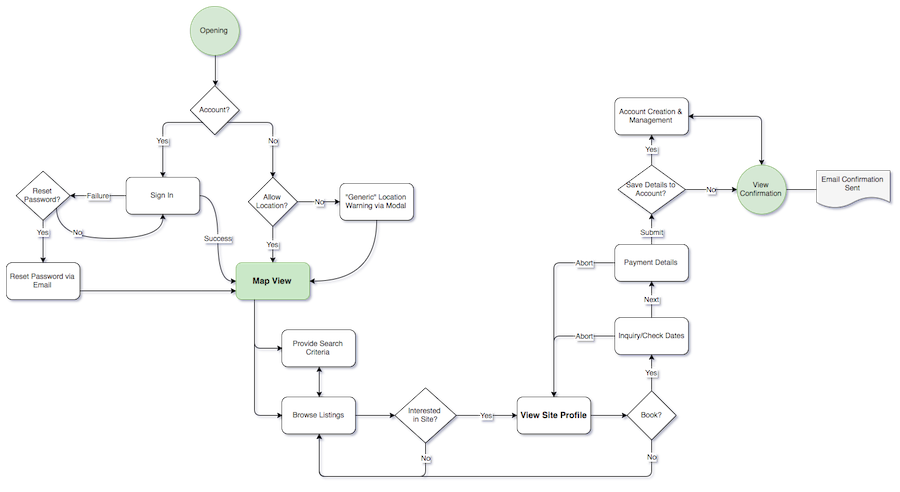 Opening
Account?
Yes
No
Reset
Password?
Failure
Sign In
Allow
Location?
No
"Generic" Location
Warning via Modal
Yes
No
Success
Yes
Reset Password via
Email
Map View
Provide Search
Criteria
Browse Listings
Interested
in Site?
Yes
View Site Profile
Book?
No
No
Yes
Inquiry/Check Dates
Abort
Next
Payment Details
Abort
Submit
Save Details to
Account?
No
Yes
Account Creation &
Management
View
Confirmation
Email Confirmation
Sent